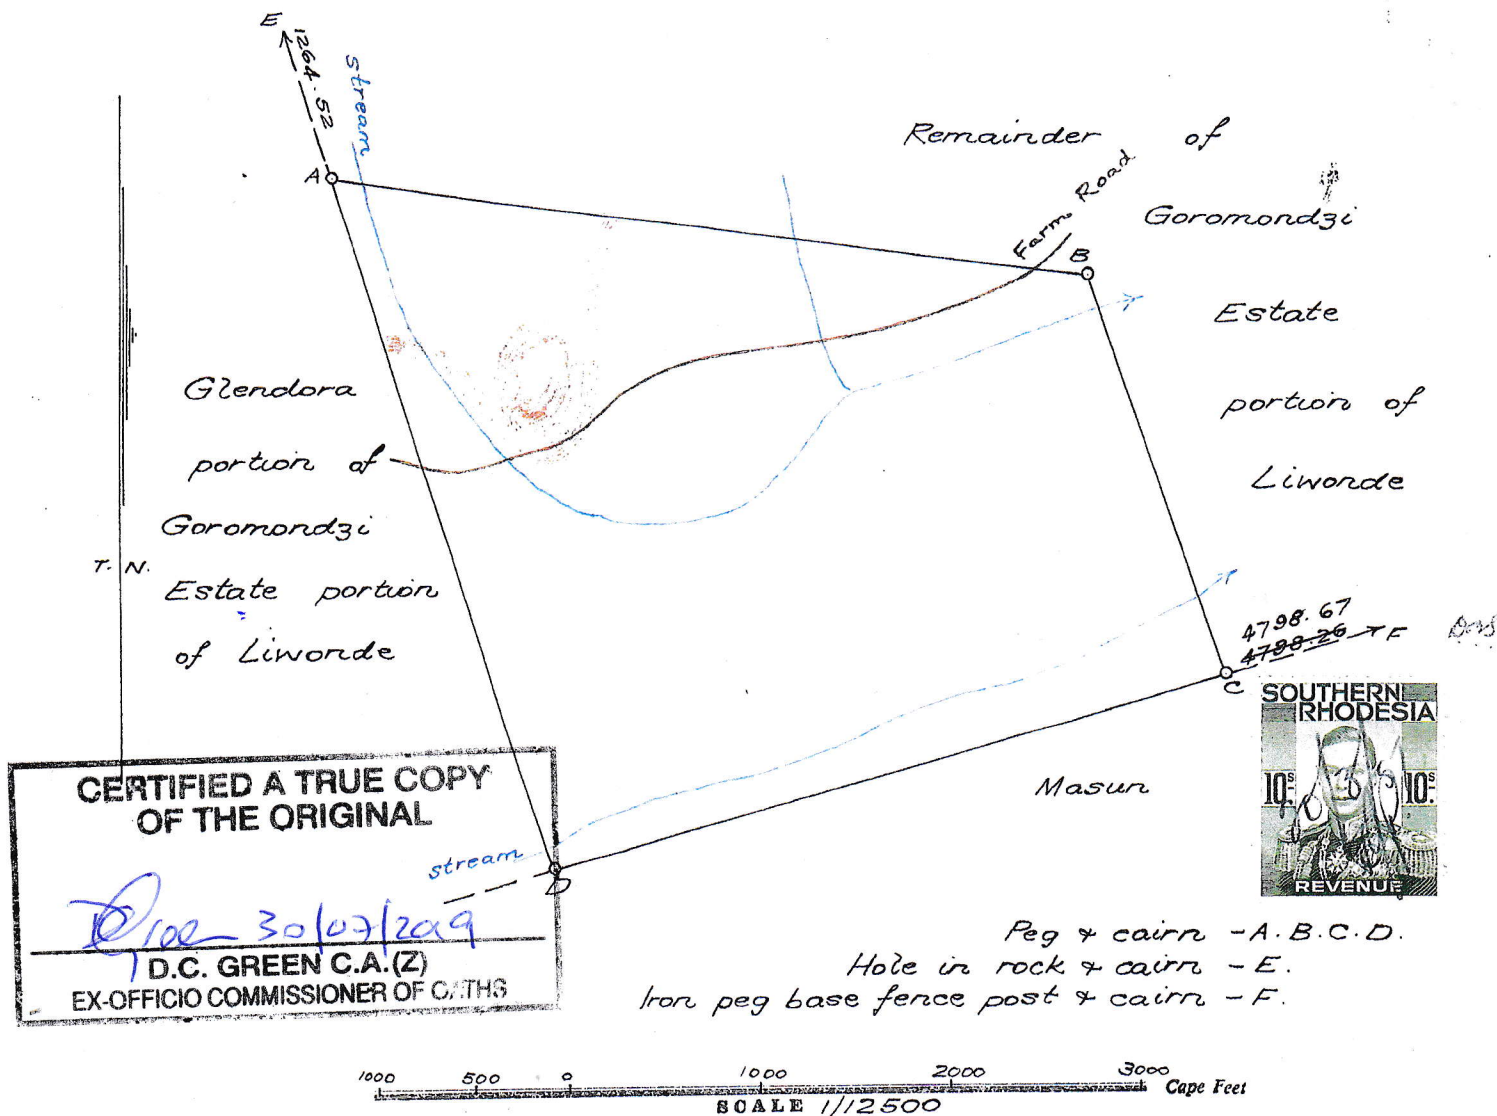 E
1264.52
stream
A
Remainder of
Farm Road
Goromondzi
B
Estate
Glendora
portion of
portion of
Liwonde
Goromondzi
T. N.
Estate portion
of Liwonde
4798.67
4798.26
F
C
SOUTHERN
RHODESIA
10s 10s
REVENUE
Masun
CERTIFIED A TRUE COPY
OF THE ORIGINAL
stream
D
30/07/2019
D.C. GREEN C.A.(Z)
EX-OFFICIO COMMISSIONER OF OATHS
Peg & cairn - A. B. C. D.
Hole in rock & cairn - E.
Iron peg base fence post & cairn - F.
1000 500 0 1000 2000 3000 Cape Feet
SCALE 1/12500